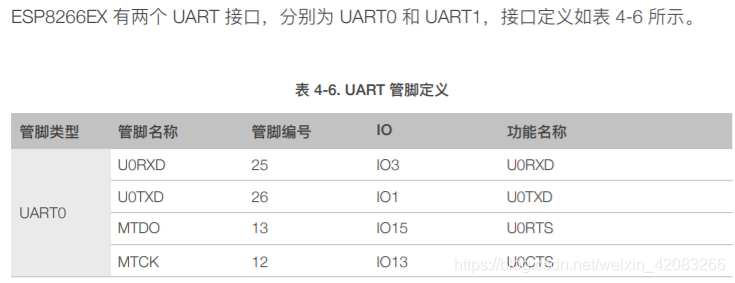 ESP8266EX 有两个 UART 接口，分别为 UART0 和 UART1，接口定义如表 4-6 所示。
表 4-6. UART 管脚定义
管脚类型 管脚名称 管脚编号 IO 功能名称
UART0
U0RXD 25 IO3 U0RXD
U0TXD 26 IO1 U0TXD
MTDO 13 IO15 U0RTS
MTCK 12 IO13 U0CTS
https://blog.csdn.net/weixin_42083266